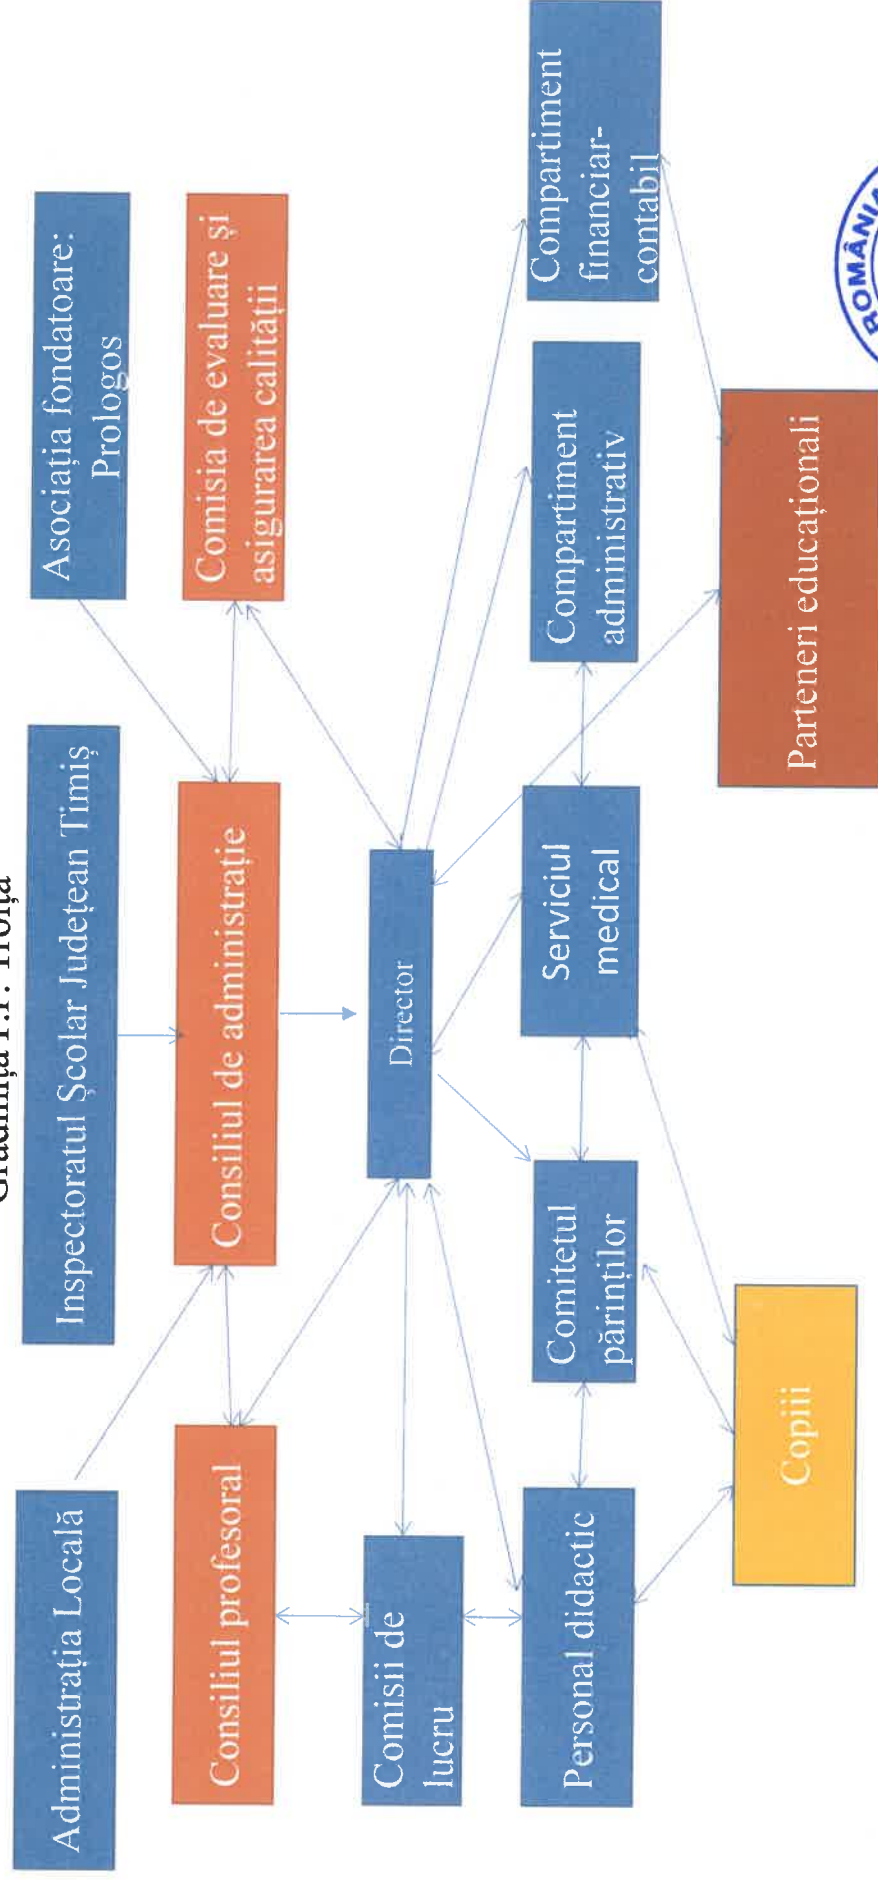 Grădinița P.P. Troița
Administrația Locală
Inspectoratul Școlar Județean Timiș
Asociația fondatoare:
Prologos
Consiliul profesoral
Consiliul de administrație
Comisia de evaluare și
asigurarea calității
Comisii de
lucru
Director
Personal didactic
Comitetul
părinților
Serviciul
medical
Compartiment
administrativ
Compartiment
financiar-
contabil
Copiii
Parteneri educaționali
ROMÂNIA